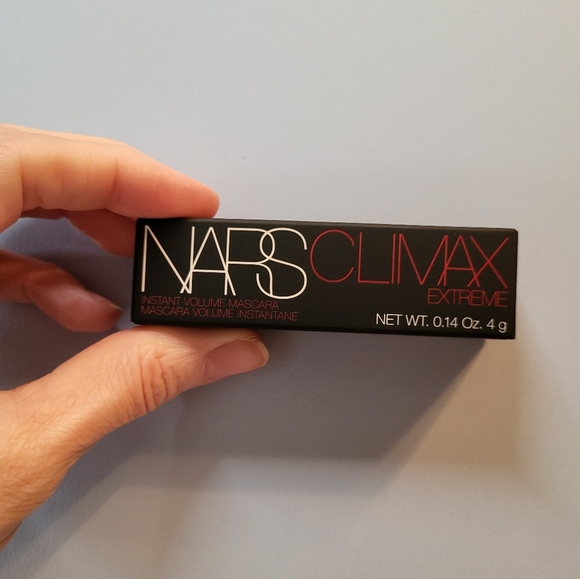 NARS CLIMAX
EXTREME
INSTANT VOLUME MASCARA
MASCARA VOLUME INSTANTANÉ
NET WT. 0.14 Oz. 4 g